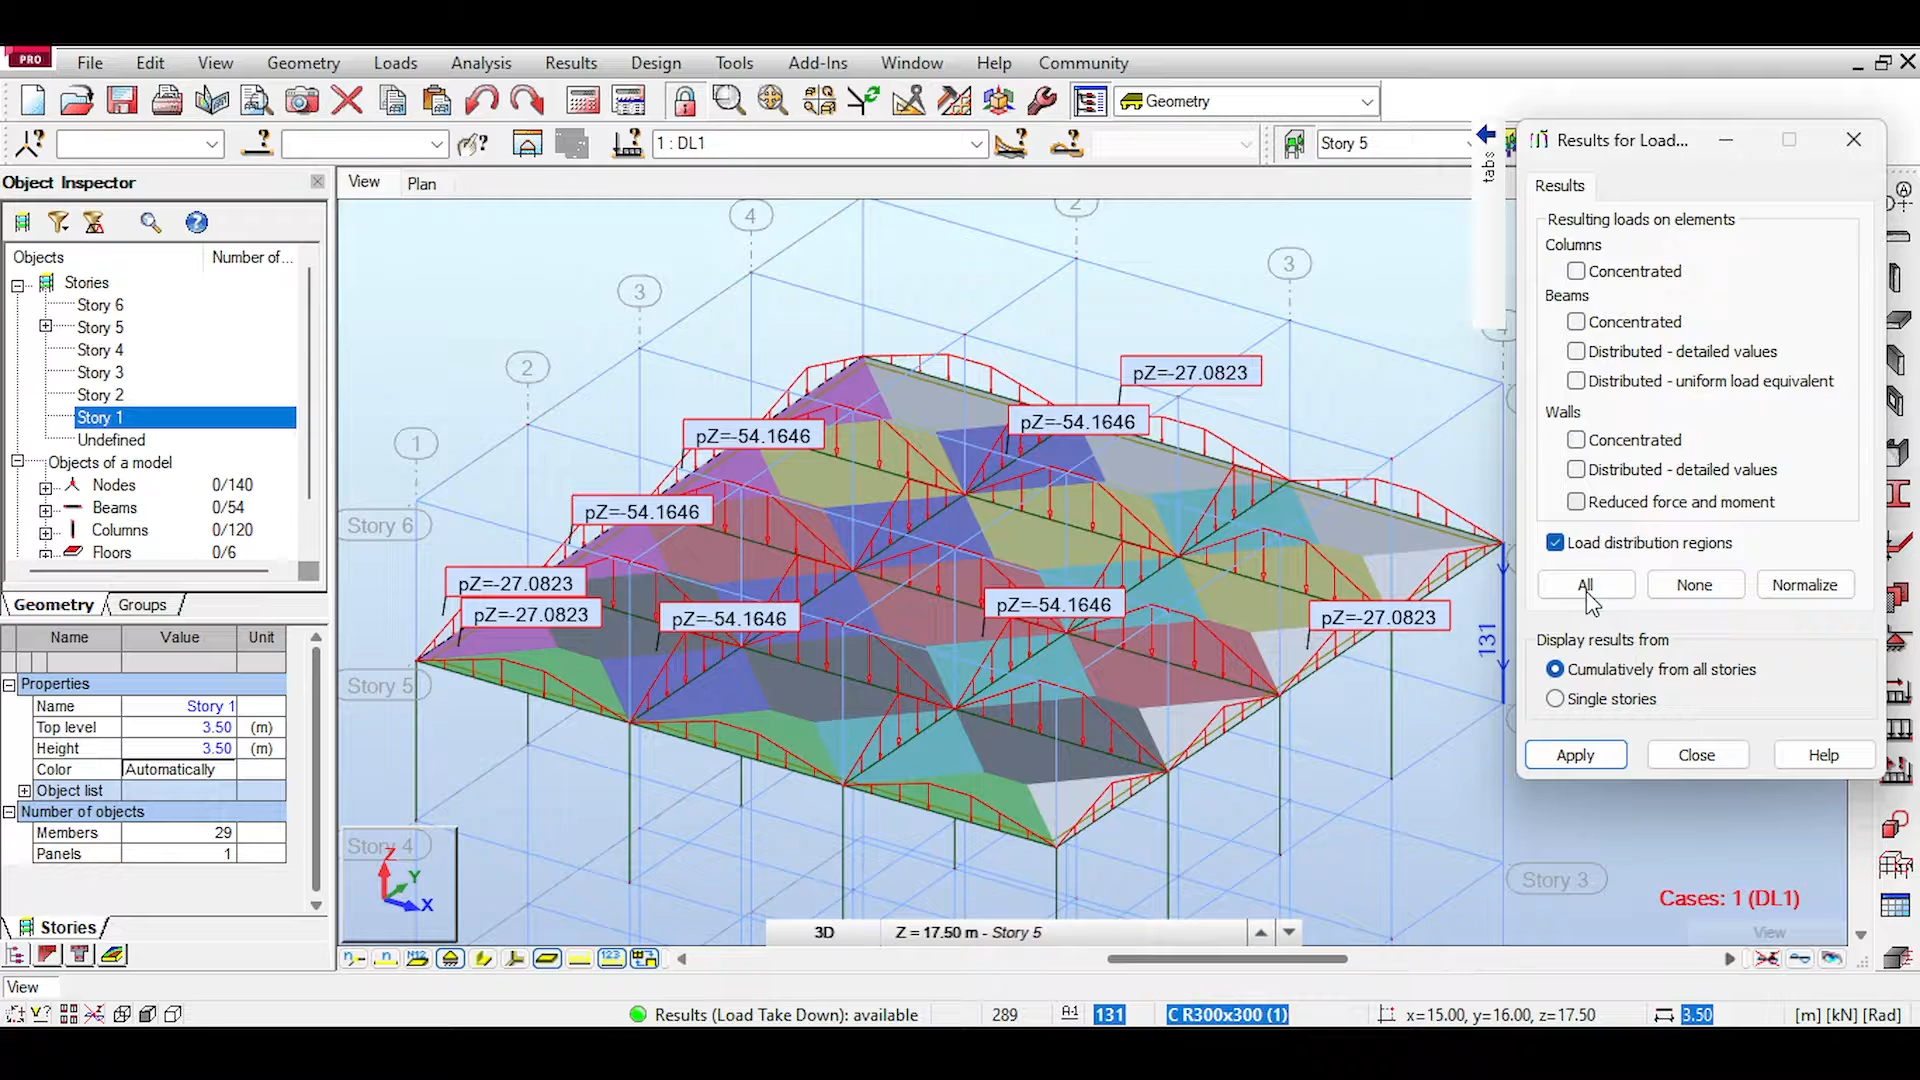 PRO File Edit View Geometry Loads Analysis Results Design Tools Add-Ins Window Help Community
Geometry
1 : DL1
Story 5
Results for Load...
tabs
Object Inspector
View Plan
Results
Objects Number of...
Stories
Story 6
Story 5
Story 4
Story 3
Story 2
Story 1
Undefined
Objects of a model
Nodes 0/140
Beams 0/54
Columns 0/120
Floors 0/6
Geometry Groups
Name Value Unit
Properties
Name Story 1
Top level 3.50 (m)
Height 3.50 (m)
Color Automatically
Object list
Number of objects
Members 29
Panels 1
Stories
4
2
3
3
2
1
Story 6
Story 5
Story 4
Story 3
pZ=-27.0823
pZ=-54.1646
pZ=-54.1646
pZ=-54.1646
pZ=-27.0823
pZ=-27.0823
pZ=-54.1646
pZ=-54.1646
pZ=-27.0823
131
Z
Y
X
Cases: 1 (DL1)
View
3D Z = 17.50 m - Story 5
Resulting loads on elements
Columns
Concentrated
Beams
Concentrated
Distributed - detailed values
Distributed - uniform load equivalent
Walls
Concentrated
Distributed - detailed values
Reduced force and moment
Load distribution regions
All None Normalize
Display results from
Cumulatively from all stories
Single stories
Apply Close Help
View
Results (Load Take Down): available 289 131 C R300x300 (1) x=15.00, y=16.00, z=17.50 3.50 [m] [kN] [Rad]